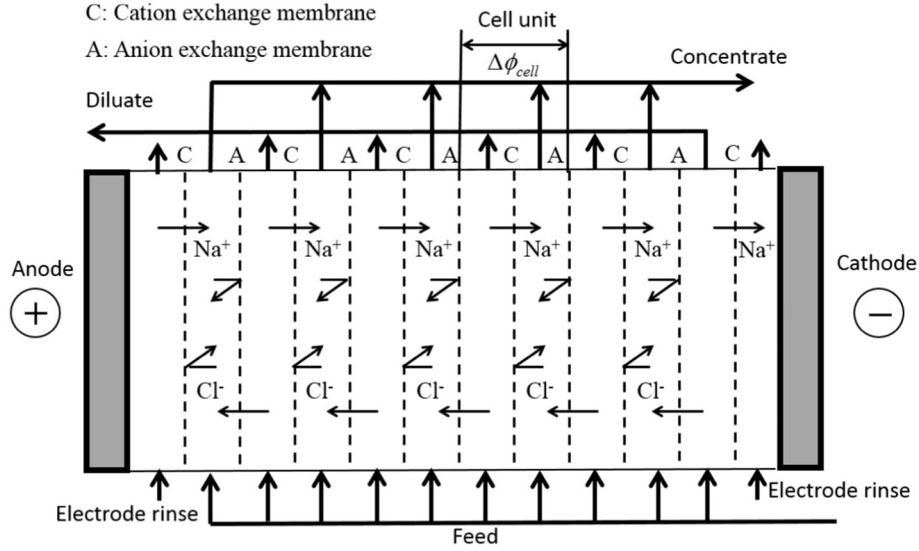 C: Cation exchange membrane
A: Anion exchange membrane
Cell unit
Δϕcell
Concentrate
Diluate
C A C A C A C A C A C
Na⁺ Na⁺ Na⁺ Na⁺ Na⁺ Na⁺
Anode
Cathode
+
−
Cl⁻ Cl⁻ Cl⁻ Cl⁻ Cl⁻
Electrode rinse
Electrode rinse
Feed